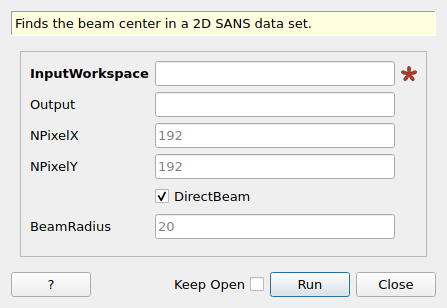 Finds the beam center in a 2D SANS data set.
InputWorkspace
Output
NPixelX 192
NPixelY 192
DirectBeam
BeamRadius 20
? Keep Open Run Close